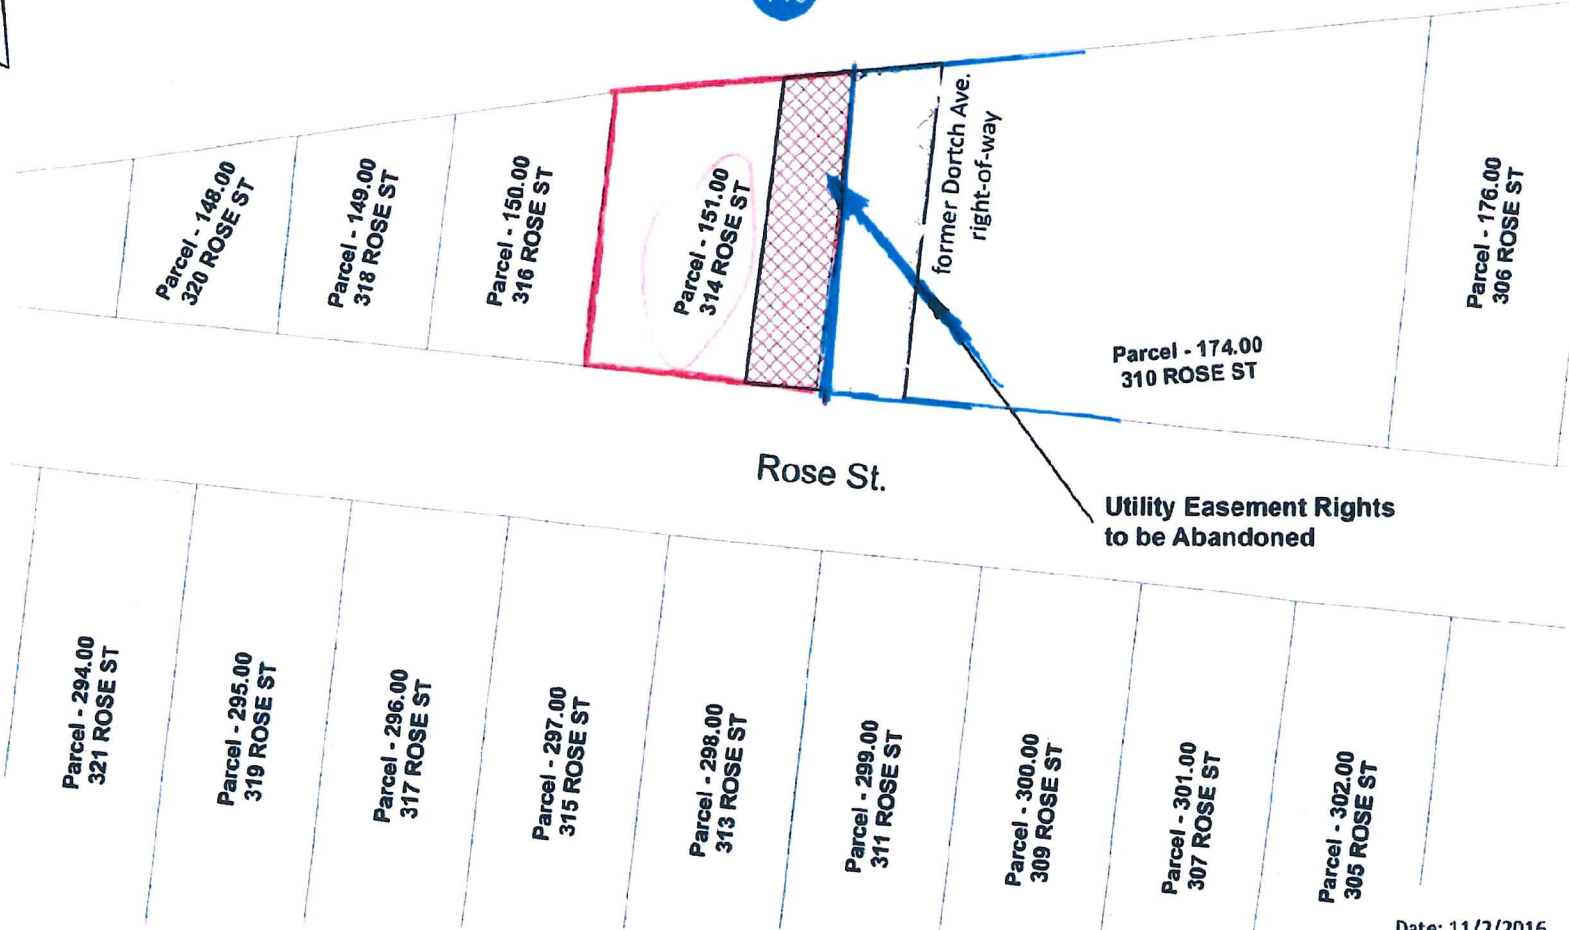 former Dortch Ave.
right-of-way
Parcel - 148.00
320 ROSE ST
Parcel - 149.00
318 ROSE ST
Parcel - 150.00
316 ROSE ST
Parcel - 151.00
314 ROSE ST
Parcel - 176.00
306 ROSE ST
Parcel - 174.00
310 ROSE ST
Rose St.
Utility Easement Rights
to be Abandoned
Parcel - 294.00
321 ROSE ST
Parcel - 295.00
319 ROSE ST
Parcel - 296.00
317 ROSE ST
Parcel - 297.00
315 ROSE ST
Parcel - 298.00
313 ROSE ST
Parcel - 299.00
311 ROSE ST
Parcel - 300.00
309 ROSE ST
Parcel - 301.00
307 ROSE ST
Parcel - 302.00
305 ROSE ST
Date: 11/2/2016